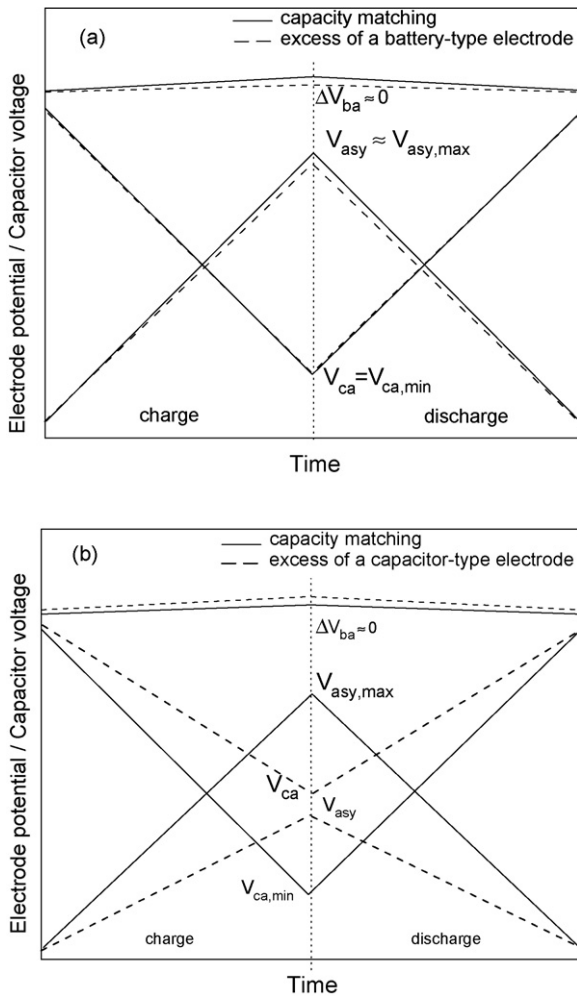 (a)
capacity matching
excess of a battery-type electrode
ΔV_ba ≈ 0
V_asy ≈ V_asy,max
V_ca=V_ca,min
charge
discharge
Electrode potential / Capacitor voltage
Time
(b)
capacity matching
excess of a capacitor-type electrode
ΔV_ba ≈ 0
V_asy,max
V_ca
V_asy
V_ca,min
charge
discharge
Electrode potential / Capacitor voltage
Time